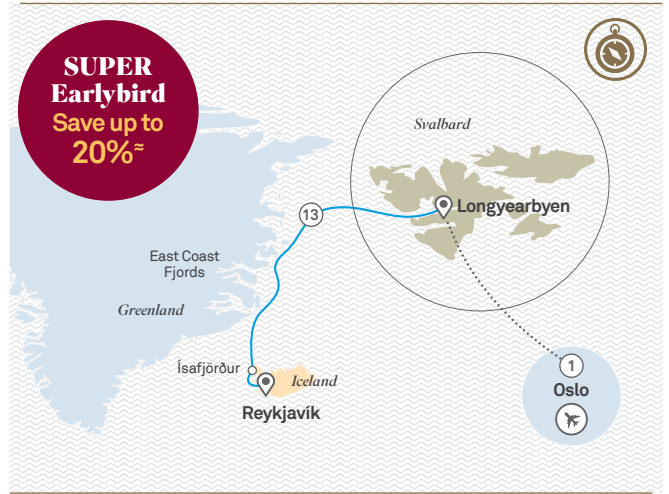 SUPER
Earlybird
Save up to
20%≈
Svalbard
13
Longyearbyen
East Coast
Fjords
Greenland
Ísafjörður
Iceland
Reykjavík
1
Oslo